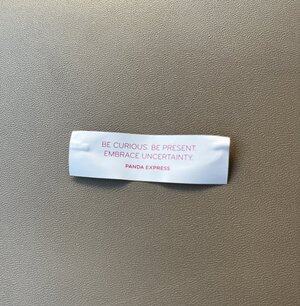 BE CURIOUS. BE PRESENT.
EMBRACE UNCERTAINTY.
PANDA EXPRESS